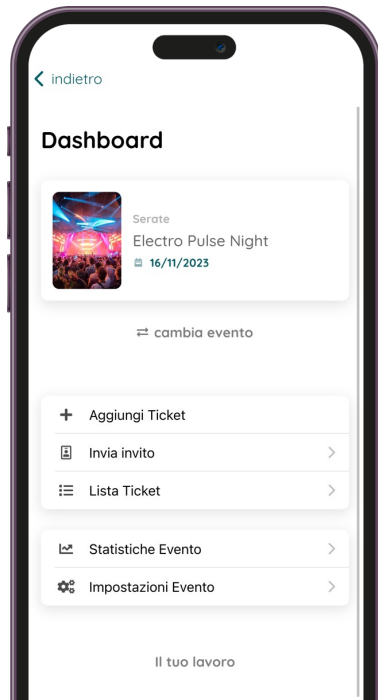 indietro
Dashboard
Serate
Electro Pulse Night
16/11/2023
cambia evento
Aggiungi Ticket
Invia invito
Lista Ticket
Statistiche Evento
Impostazioni Evento
Il tuo lavoro